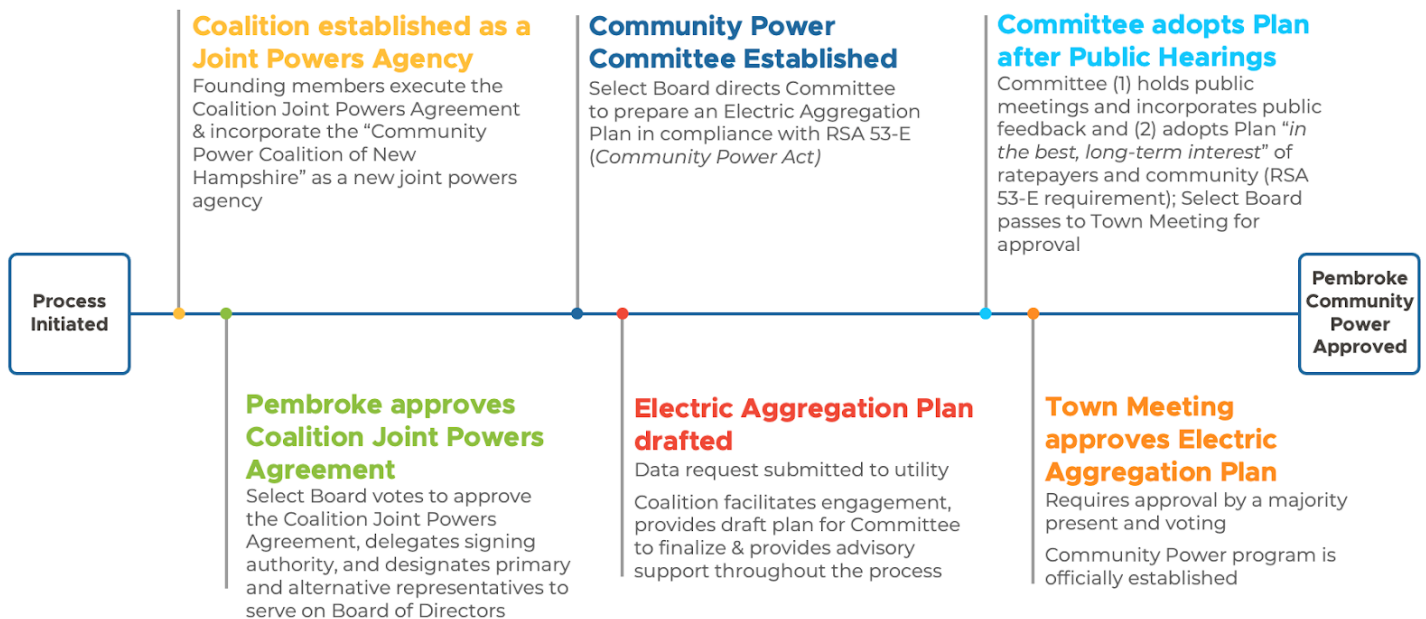 Process
Initiated
Coalition established as a
Joint Powers Agency
Founding members execute the
Coalition Joint Powers Agreement
& incorporate the “Community
Power Coalition of New
Hampshire” as a new joint powers
agency
Pembroke approves
Coalition Joint Powers
Agreement
Select Board votes to approve
the Coalition Joint Powers
Agreement, delegates signing
authority, and designates primary
and alternative representatives to
serve on Board of Directors
Community Power
Committee Established
Select Board directs Committee
to prepare an Electric Aggregation
Plan in compliance with RSA 53-E
(Community Power Act)
Electric Aggregation Plan
drafted
Data request submitted to utility
Coalition facilitates engagement,
provides draft plan for Committee
to finalize & provides advisory
support throughout the process
Committee adopts Plan
after Public Hearings
Committee (1) holds public
meetings and incorporates public
feedback and (2) adopts Plan “in
the best, long-term interest” of
ratepayers and community (RSA
53-E requirement); Select Board
passes to Town Meeting for
approval
Town Meeting
approves Electric
Aggregation Plan
Requires approval by a majority
present and voting
Community Power program is
officially established
Pembroke
Community
Power
Approved